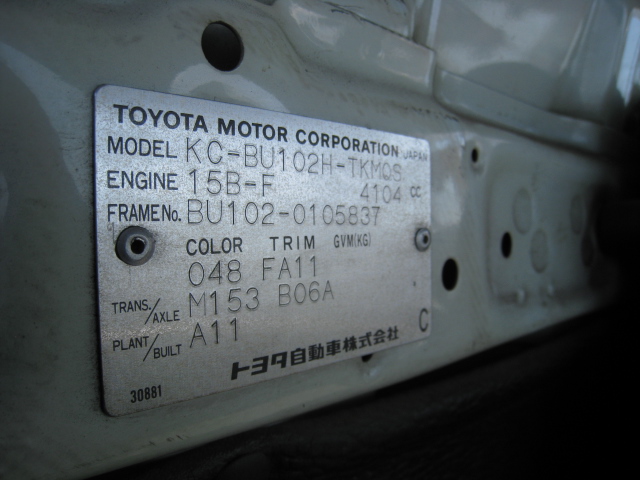 TOYOTA MOTOR CORPORATION JAPAN
MODEL KC-BU102H-TKMQS
ENGINE 15B-F 4104 cc
FRAME No. BU102-0105837
COLOR TRIM GVM(KG)
048 FA11
TRANS./AXLE M153 B06A
PLANT/BUILT A11
C
トヨタ自動車株式会社
30881